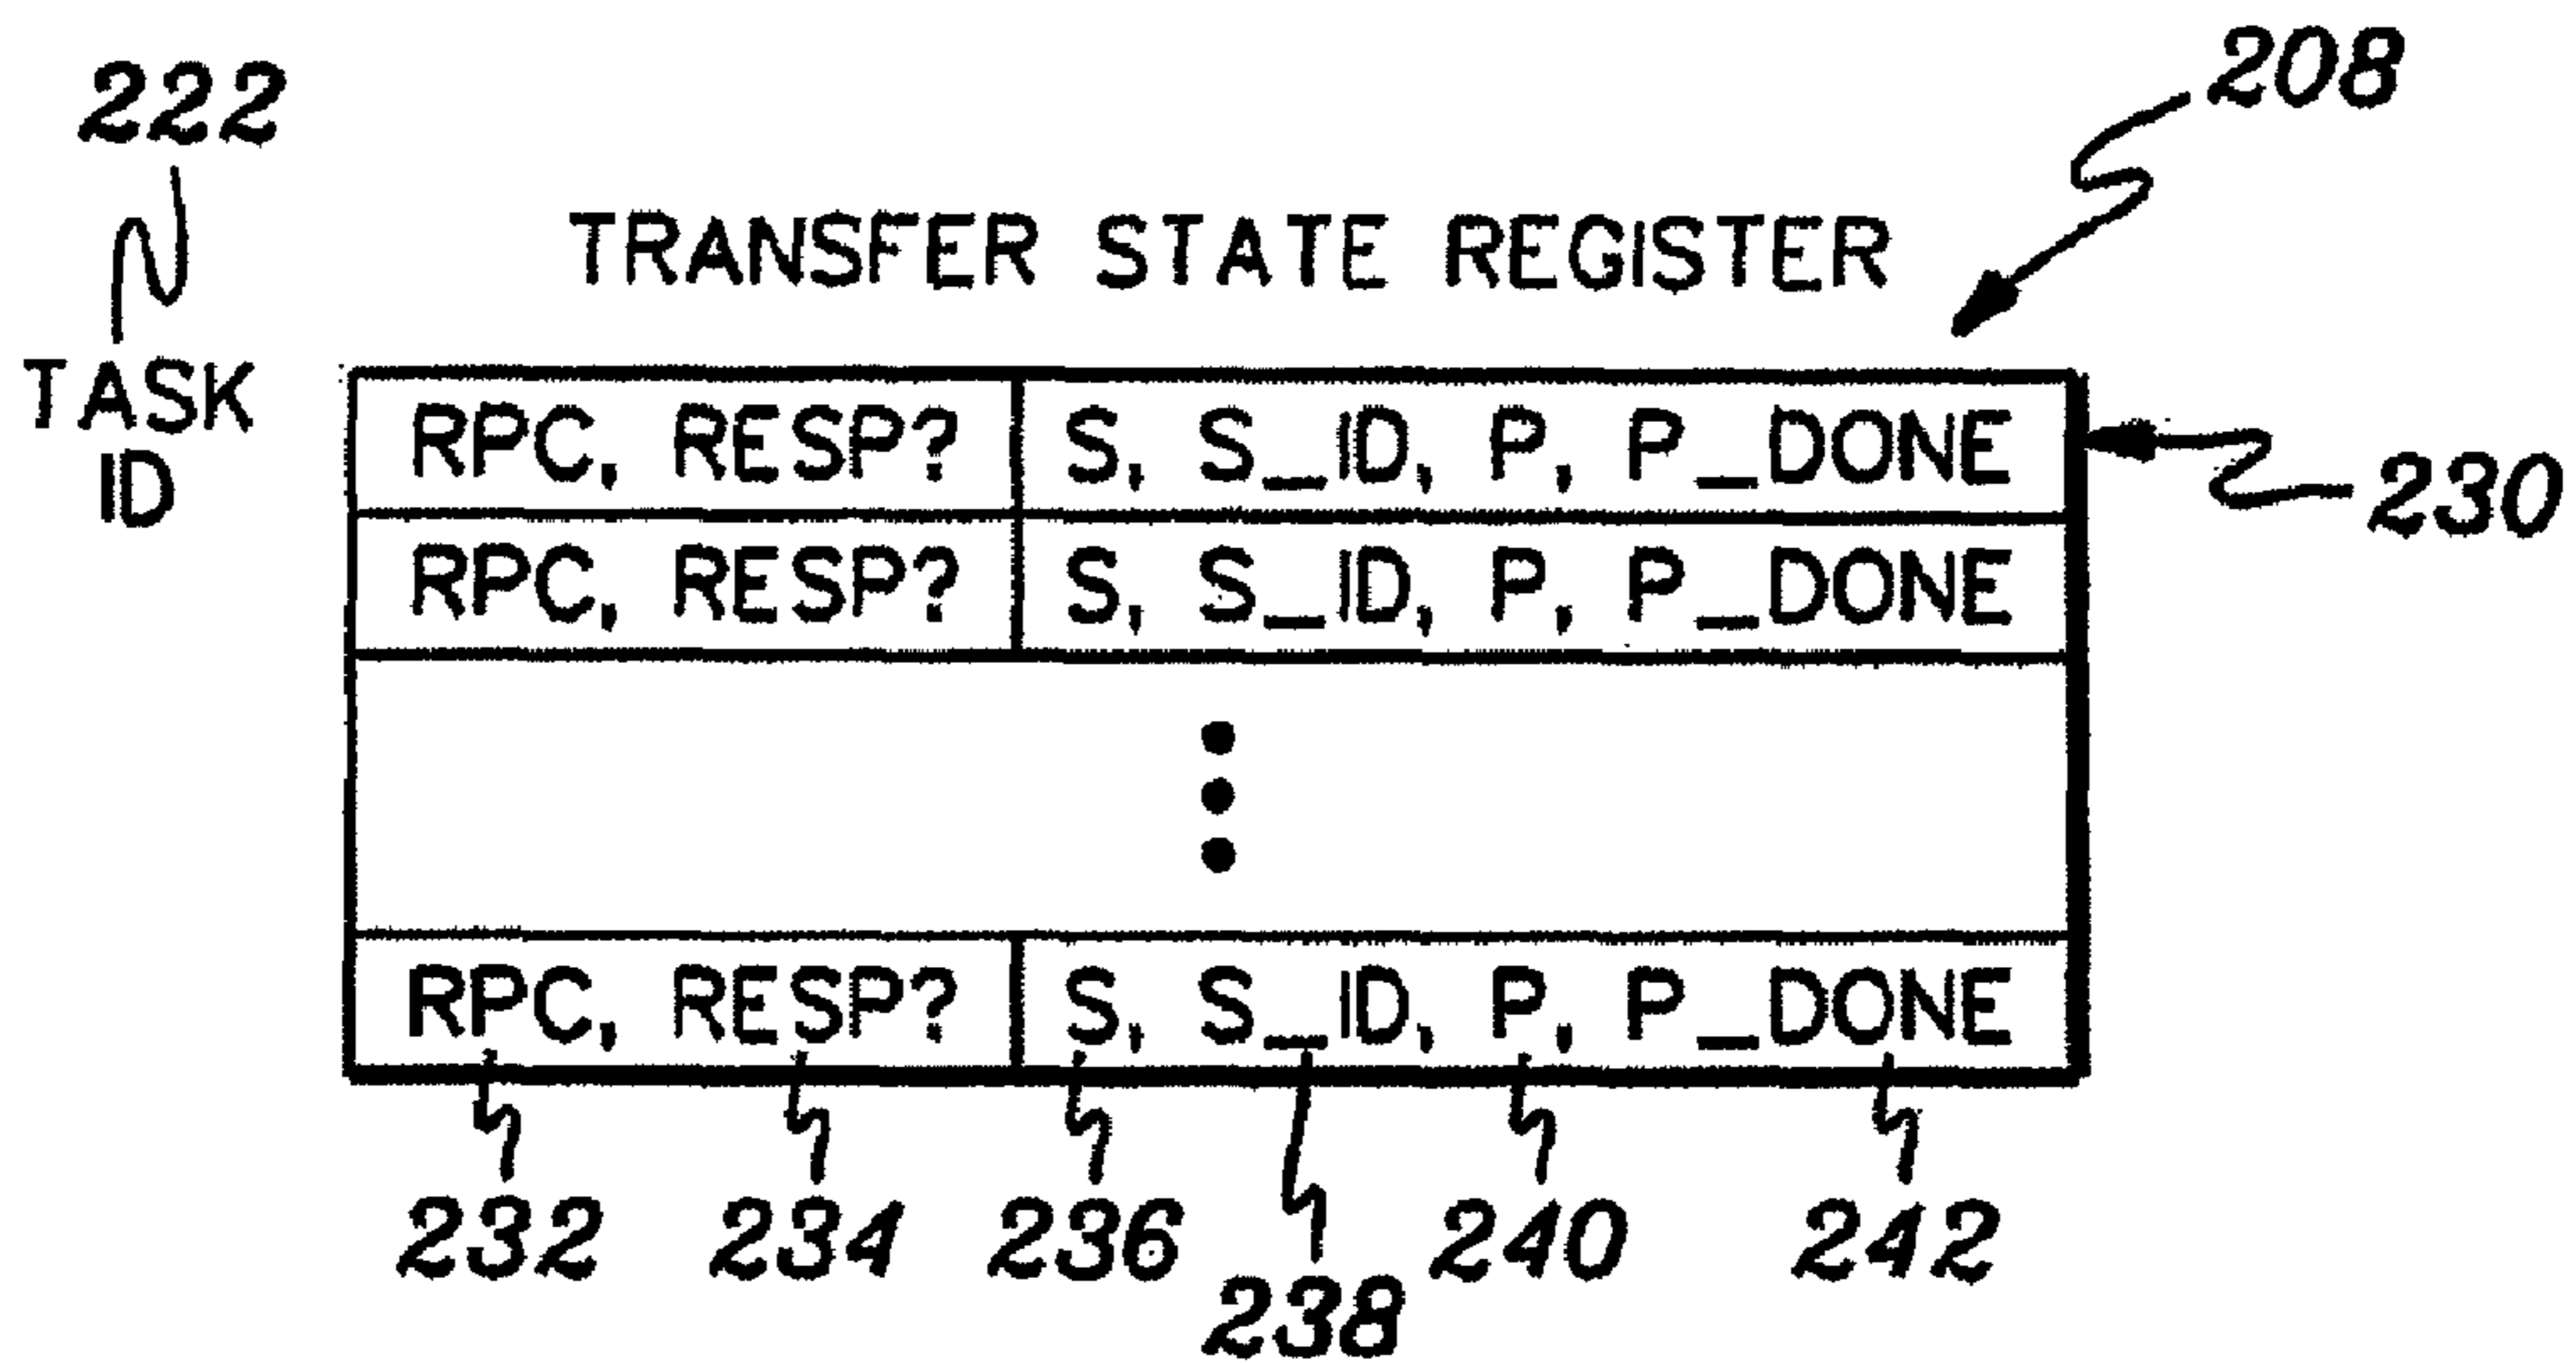 208
222
TRANSFER STATE REGISTER
TASK
ID
RPC, RESP? S, S_ID, P, P_DONE
230
RPC, RESP? S, S_ID, P, P_DONE
RPC, RESP? S, S_ID, P, P_DONE
232 234 236 238 240 242